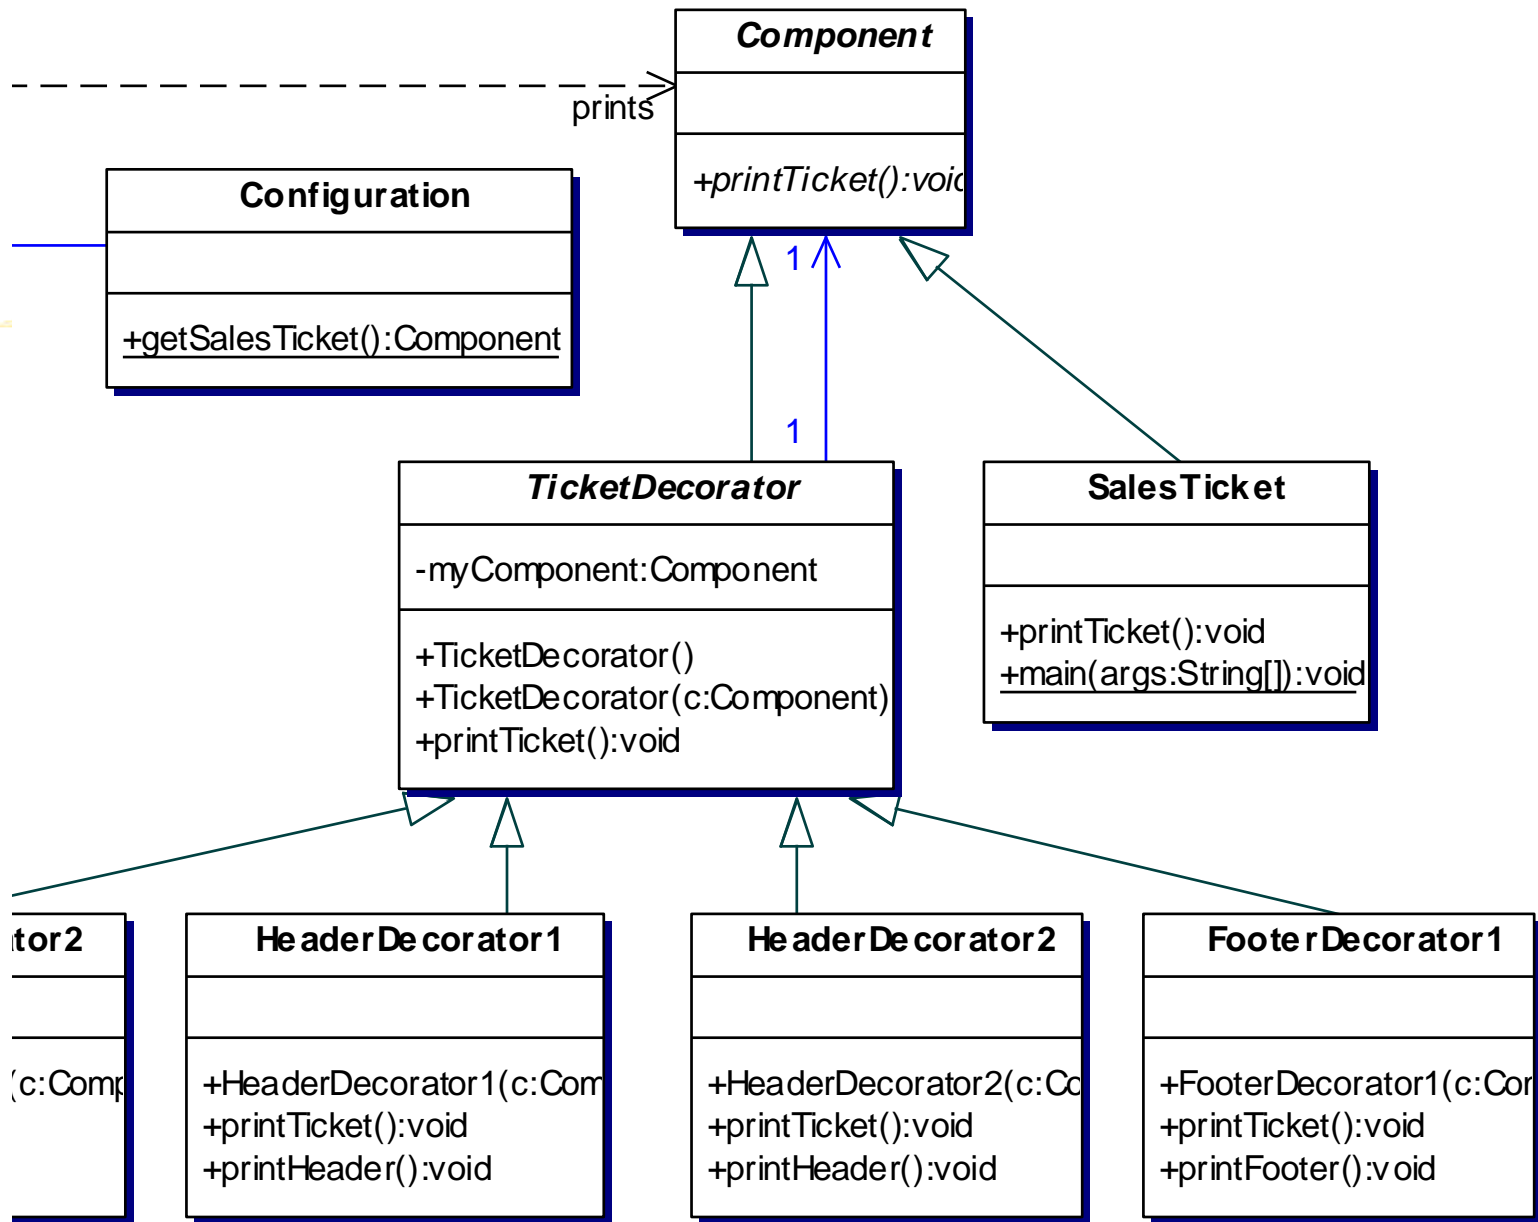 Component
prints
+printTicket():void
Configuration
+getSalesTicket():Component
1
1
TicketDecorator
-myComponent:Component
+TicketDecorator()
+TicketDecorator(c:Component)
+printTicket():void
SalesTicket
+printTicket():void
+main(args:String[]):void
tor2
(c:Comp
HeaderDecorator1
+HeaderDecorator1(c:Com
+printTicket():void
+printHeader():void
HeaderDecorator2
+HeaderDecorator2(c:Co
+printTicket():void
+printHeader():void
FooterDecorator1
+FooterDecorator1(c:Cor
+printTicket():void
+printFooter():void